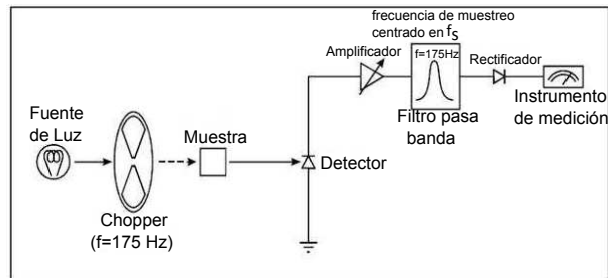 frecuencia de muestreo
centrado en fS
Amplificador
f=175Hz
Rectificador
Filtro pasa
banda
Instrumento
de medición
Fuente
de Luz
Muestra
Detector
Chopper
(f=175 Hz)